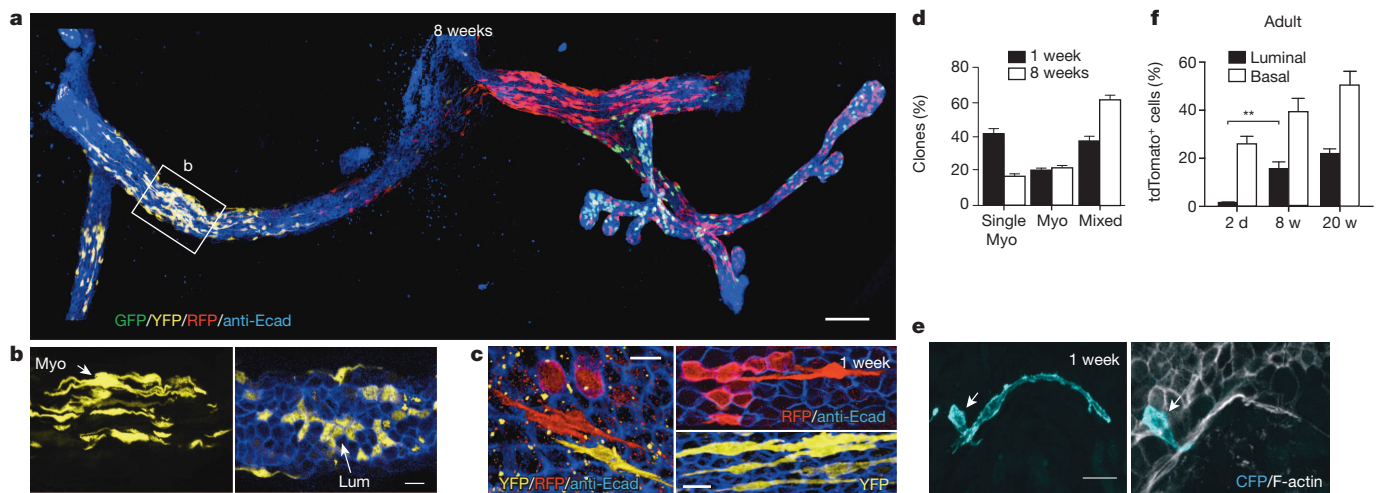 a
8 weeks
b
GFP/YFP/RFP/anti-Ecad
b
Myo
Lum
c
YFP/RFP/anti-Ecad
1 week
RFP/anti-Ecad
YFP
d
1 week
8 weeks
Clones (%)
80
60
40
20
0
Single
Myo
Myo
Mixed
f
Adult
Luminal
Basal
**
tdTomato+ cells (%)
60
40
20
0
2 d
8 w
20 w
e
1 week
CFP/F-actin